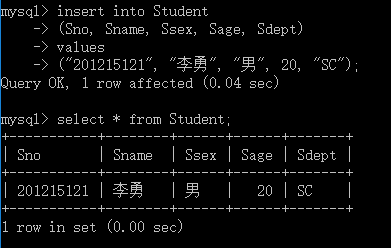 mysql> insert into Student
    -> (Sno, Sname, Ssex, Sage, Sdept)
    -> values
    -> ("201215121", "李勇", "男", 20, "SC");
Query OK, 1 row affected (0.04 sec)

mysql> select * from Student;
+-----------+-------+------+------+-------+
| Sno       | Sname | Ssex | Sage | Sdept |
+-----------+-------+------+------+-------+
| 201215121 | 李勇  | 男   |   20 | SC    |
+-----------+-------+------+------+-------+
1 row in set (0.00 sec)